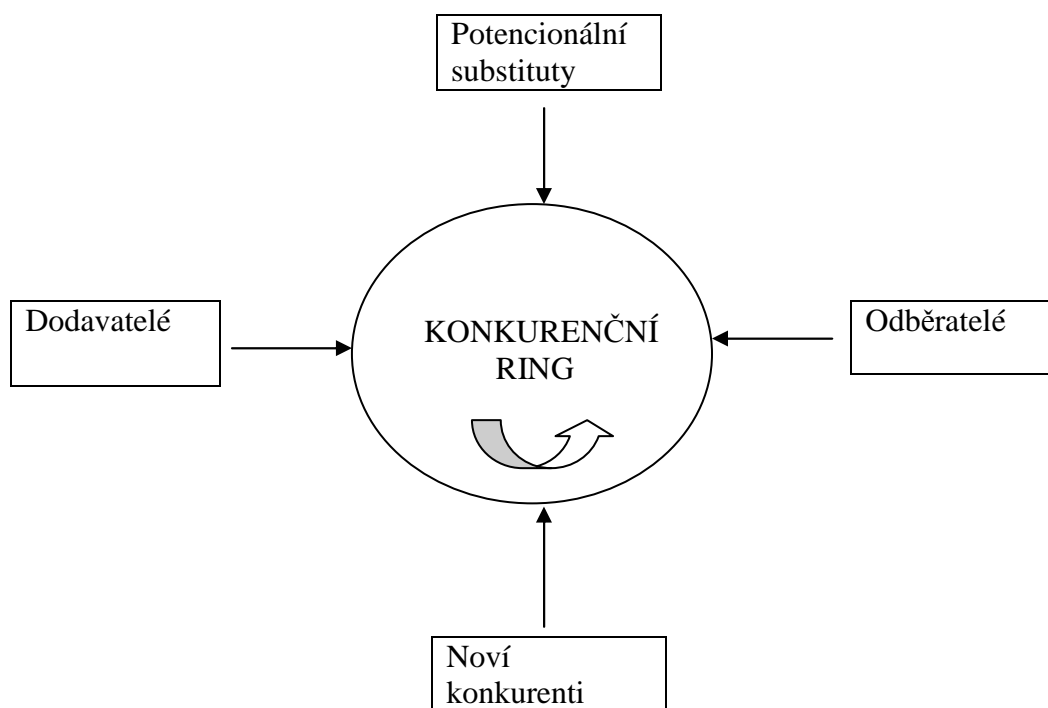 Potencionální
substituty
Dodavatelé
KONKURENČNÍ
RING
Odběratelé
Noví
konkurenti